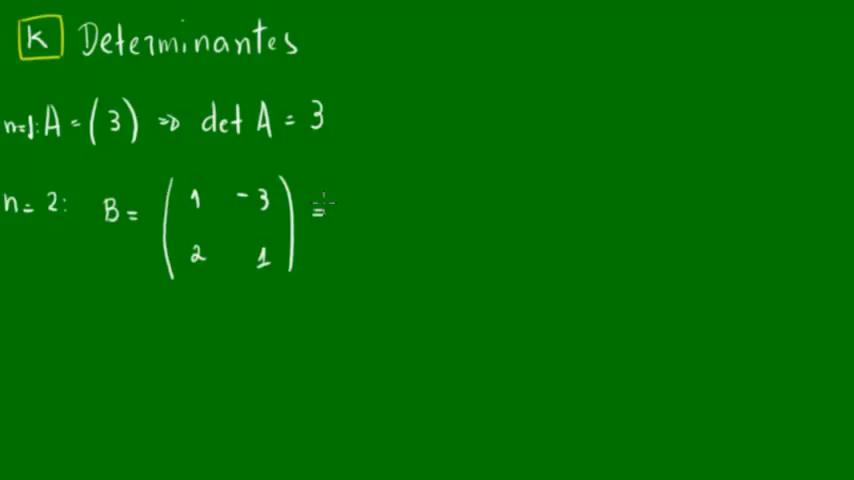 K Determinantes
n=1: A = (3) => det A = 3
n = 2: B = ( 1 -3
2 1 ) =